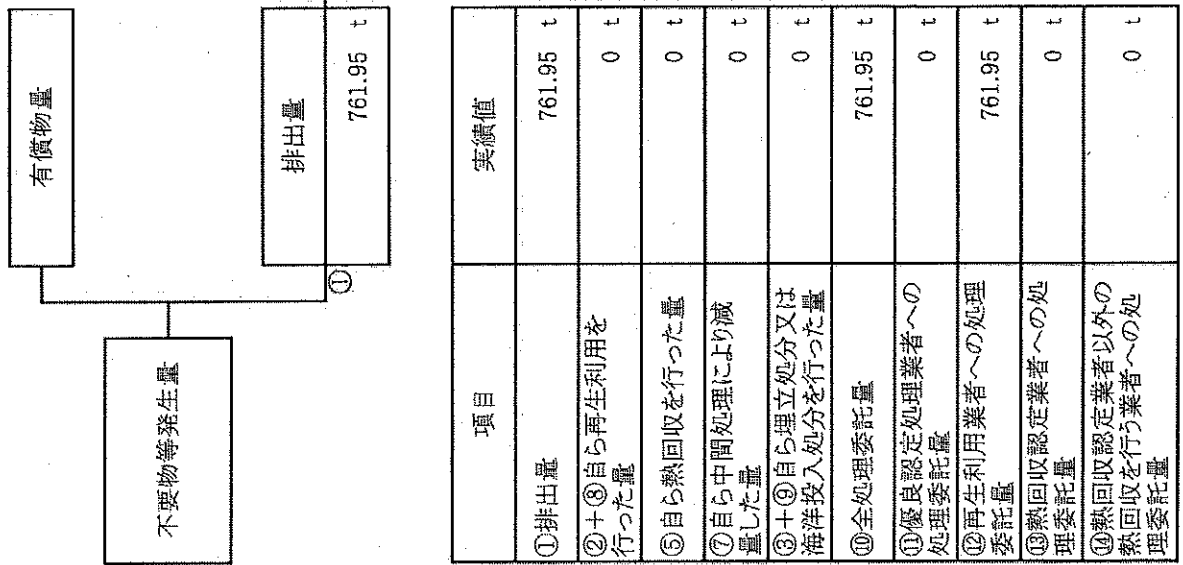 不要物等発生量
有償物量
排出量
① 761.95 t
項目 実績値
①排出量 761.95 t
②+⑧自ら再生利用を
行った量 0 t
⑤自ら熱回収を行った量 0 t
⑦自ら中間処理により減
量した量 0 t
③+⑨自ら埋立処分又は
海洋投入処分を行った量 0 t
⑩全処理委託量 761.95 t
⑪優良認定処理業者への
処理委託量 0 t
⑫再生利用業者への処理
委託量 761.95 t
⑬熱回収認定業者への処
理委託量 0 t
⑭熱回収認定業者以外の
熱回収を行う業者への処
理委託量 0 t